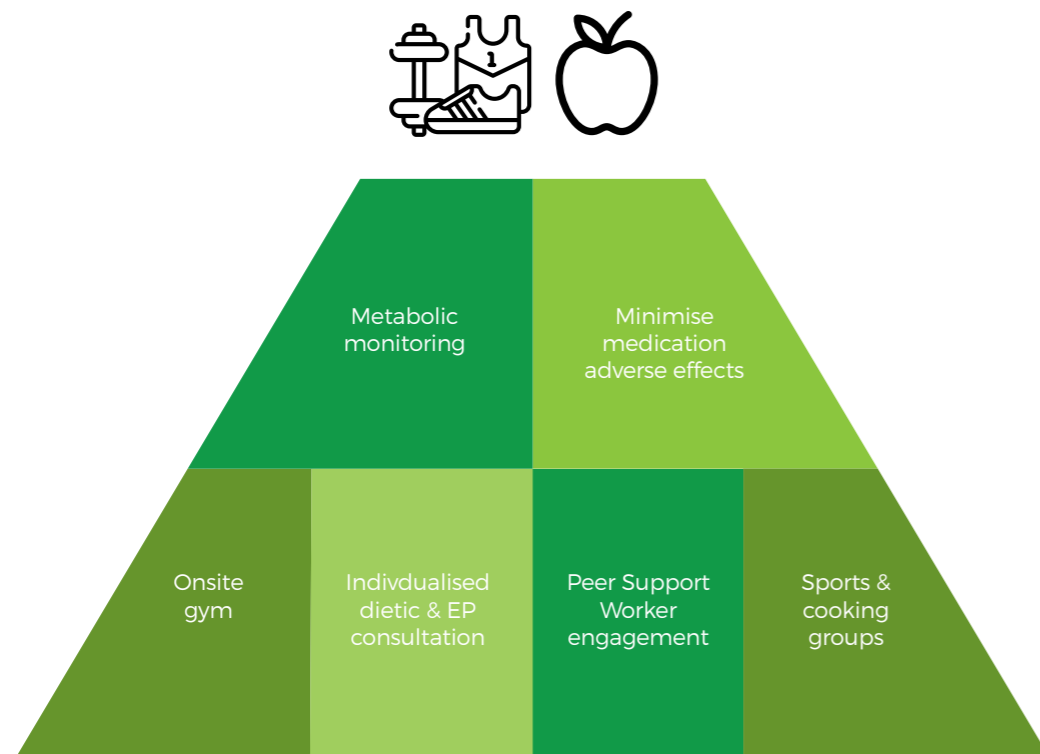 1
Metabolic
monitoring
Minimise
medication
adverse effects
Onsite
gym
Indivdualised
dietic & EP
consultation
Peer Support
Worker
engagement
Sports &
cooking
groups